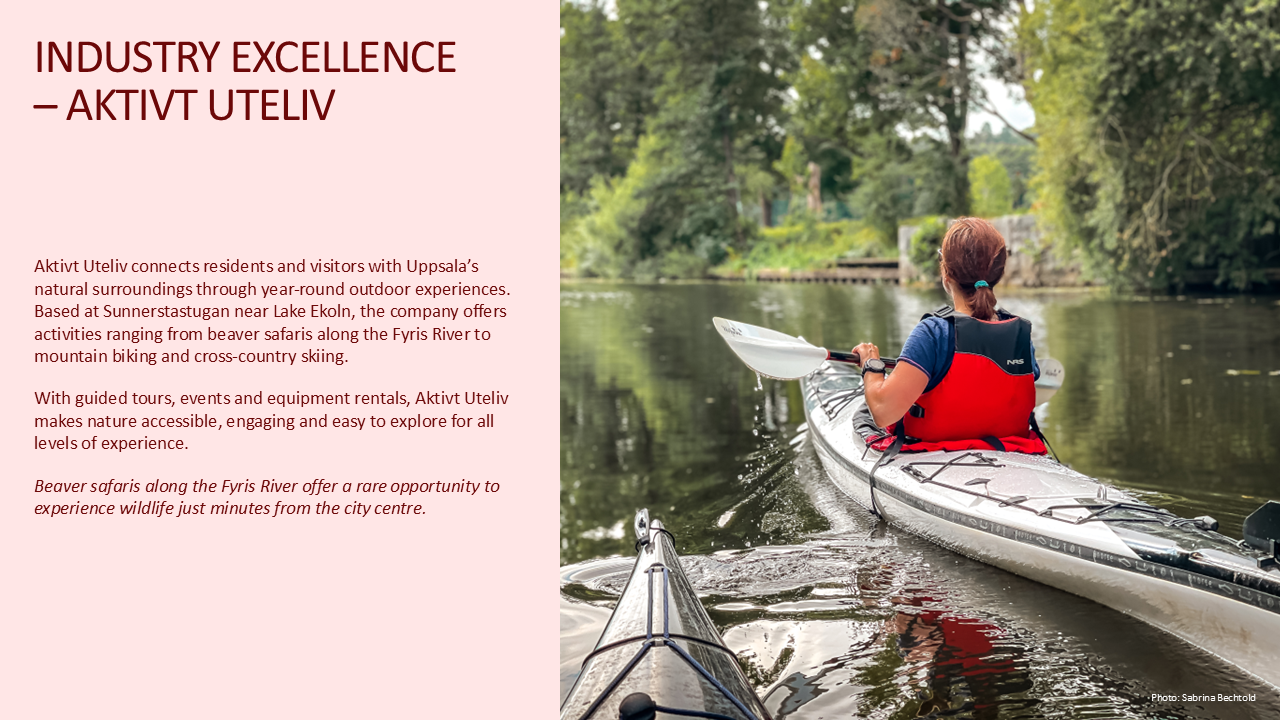 INDUSTRY EXCELLENCE
– AKTIVT UTELIV
Aktivt Uteliv connects residents and visitors with Uppsala’s
natural surroundings through year-round outdoor experiences.
Based at Sunnerstastugan near Lake Ekoln, the company offers
activities ranging from beaver safaris along the Fyris River to
mountain biking and cross-country skiing.
With guided tours, events and equipment rentals, Aktivt Uteliv
makes nature accessible, engaging and easy to explore for all
levels of experience.
Beaver safaris along the Fyris River offer a rare opportunity to
experience wildlife just minutes from the city centre.
NRS
Photo: Sabrina Bechtold